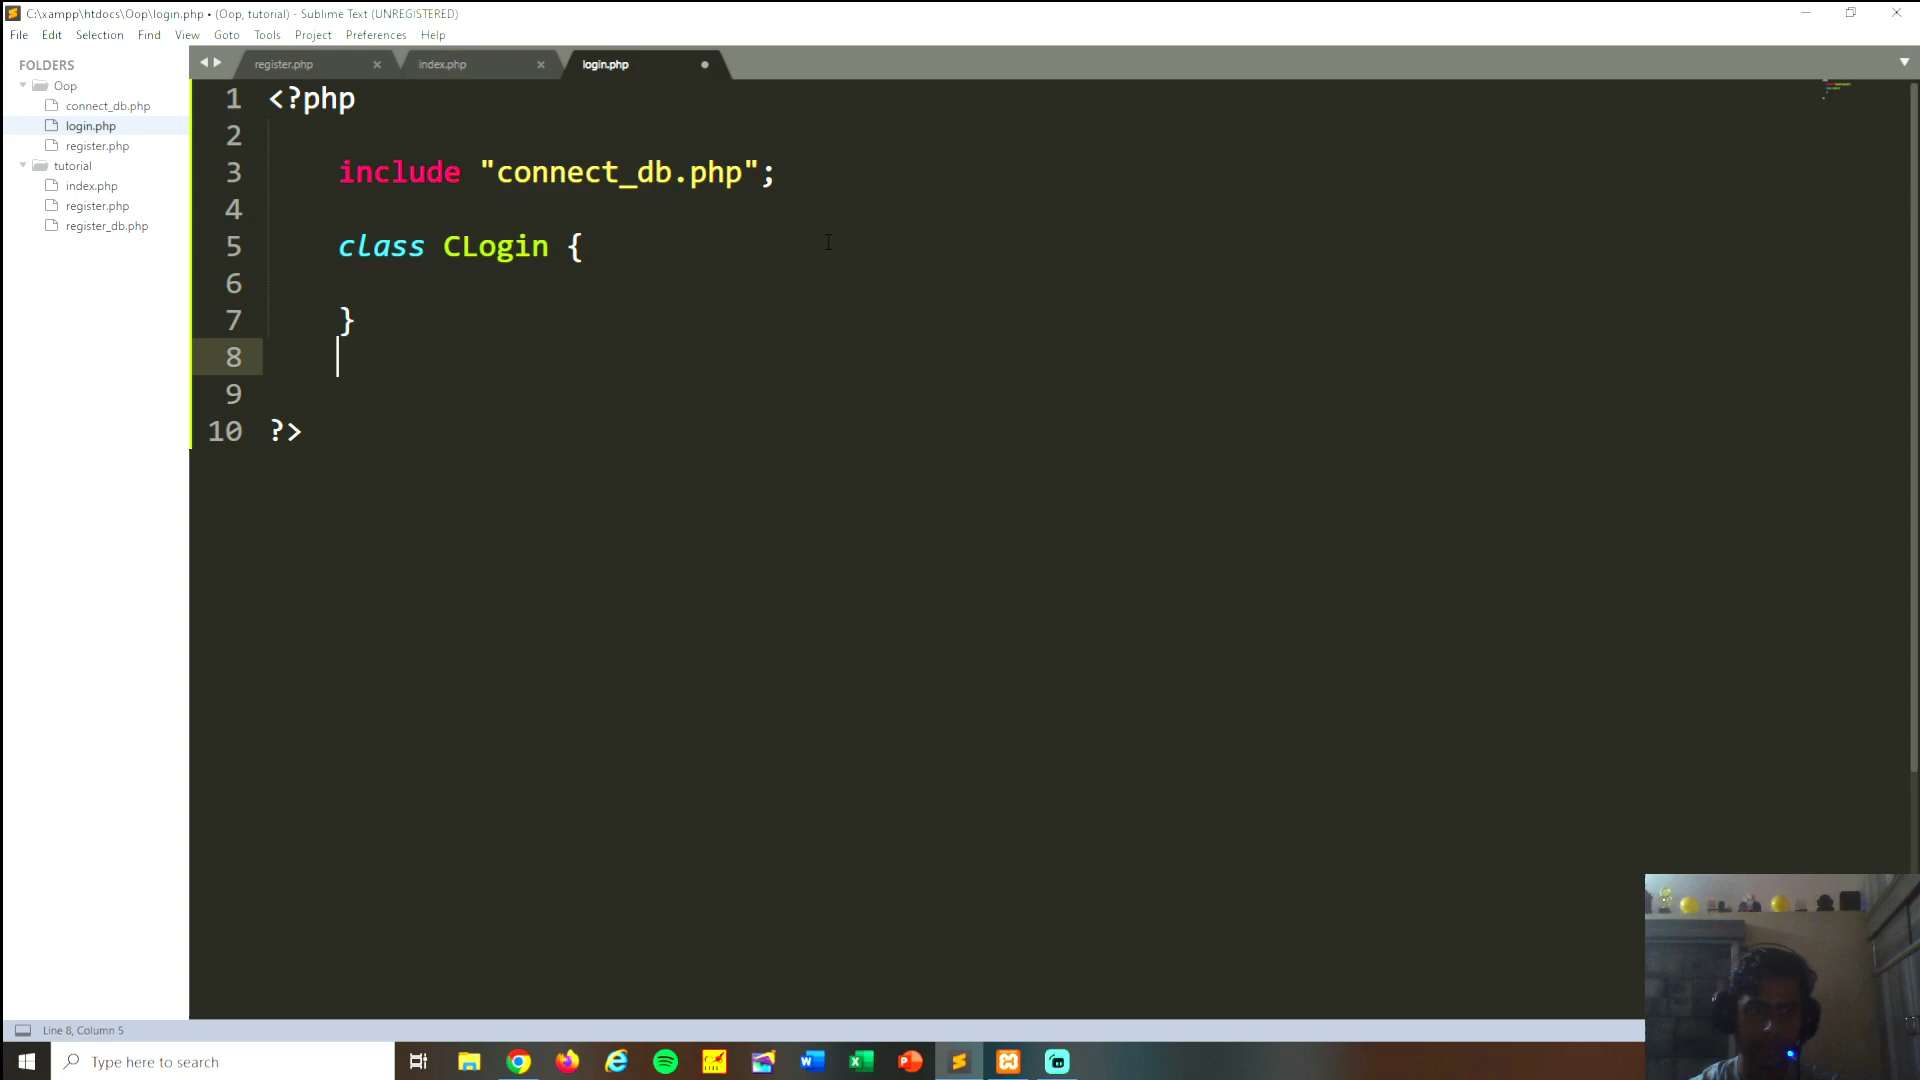 C:\xampp\htdocs\Oop\login.php • (Oop, tutorial) - Sublime Text (UNREGISTERED)
File Edit Selection Find View Goto Tools Project Preferences Help
FOLDERS
Oop
connect_db.php
login.php
register.php
tutorial
index.php
register.php
register_db.php
register.php index.php login.php
1 <?php
2
3 include "connect_db.php";
4
5 class CLogin {
6
7 }
8
9
10 ?>
Line 8, Column 5
Type here to search